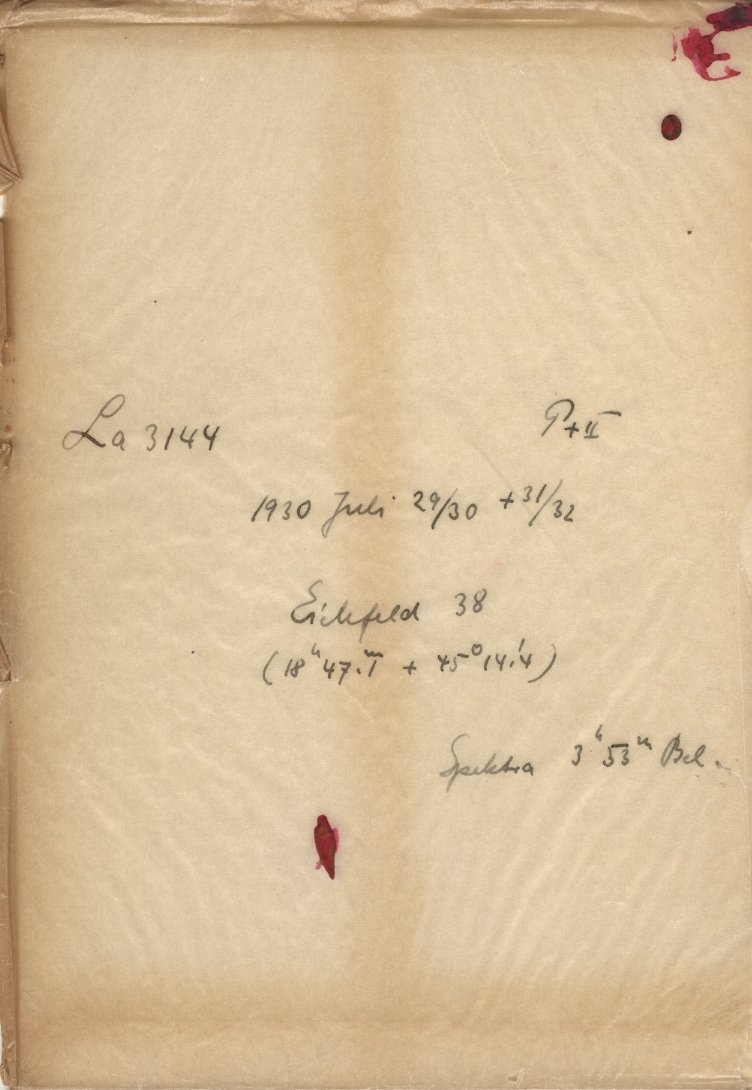 La 3144 P+II
1930 Juli 29/30 + 31/32
Eichfeld 38
(18ʰ 47.ᵐ1 + 45° 14.'4)
Spektra 3ʰ 53ᵐ Bel.